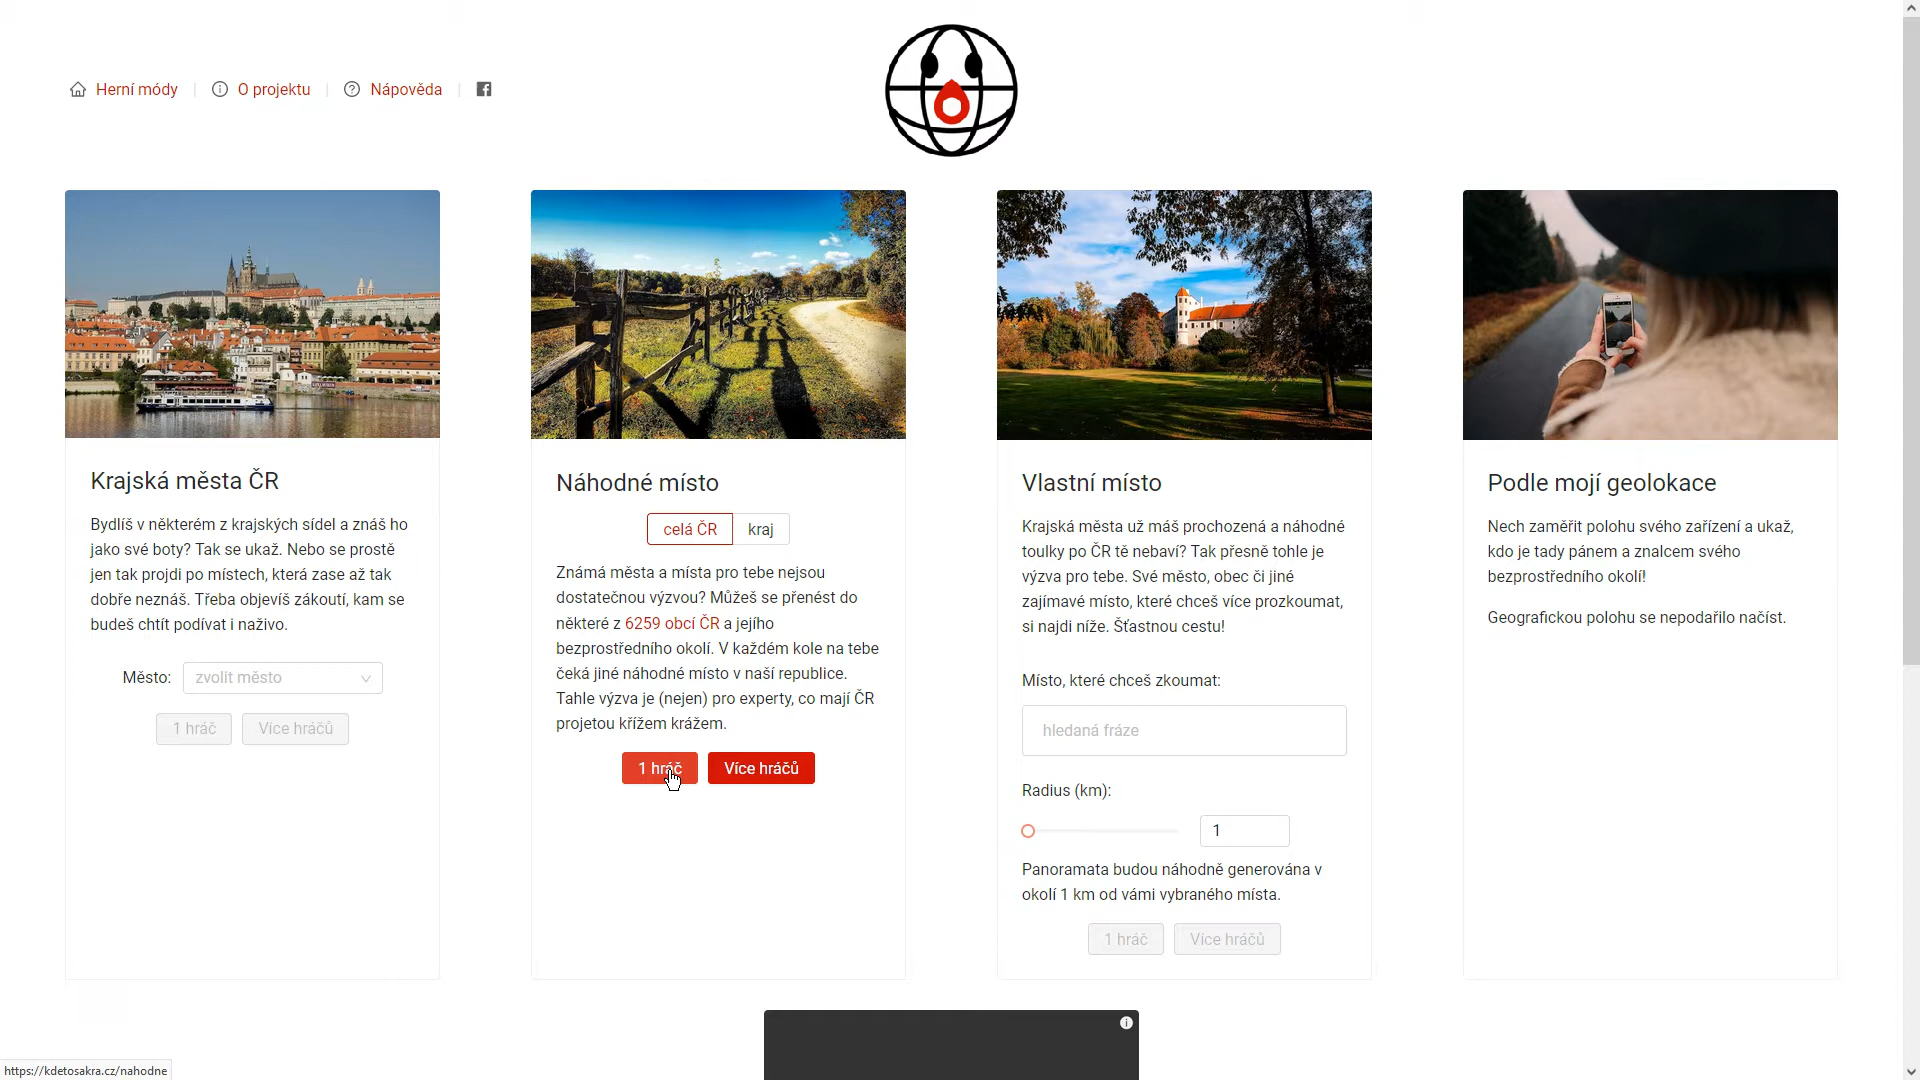 Herní módy
O projektu
Nápověda
Krajská města ČR
Bydlíš v některém z krajských sídel a znáš ho
jako své boty? Tak se ukaž. Nebo se prostě
jen tak projdi po místech, která zase až tak
dobře neznáš. Třeba objevíš zákoutí, kam se
budeš chtít podívat i naživo.
Město:
zvolit město
1 hráč
Více hráčů
Náhodné místo
celá ČR
kraj
Známá města a místa pro tebe nejsou
dostatečnou výzvou? Můžeš se přenést do
některé z 6259 obcí ČR a jejího
bezprostředního okolí. V každém kole na tebe
čeká jiné náhodné místo v naší republice.
Tahle výzva je (nejen) pro experty, co mají ČR
projetou křížem krážem.
1 hráč
Více hráčů
Vlastní místo
Krajská města už máš prochozená a náhodné
toulky po ČR tě nebaví? Tak přesně tohle je
výzva pro tebe. Své město, obec či jiné
zajímavé místo, které chceš více prozkoumat,
si najdi níže. Šťastnou cestu!
Místo, které chceš zkoumat:
hledaná fráze
Radius (km):
1
Panoramata budou náhodně generována v
okolí 1 km od vámi vybraného místa.
1 hráč
Více hráčů
Podle mojí geolokace
Nech zaměřit polohu svého zařízení a ukaž,
kdo je tady pánem a znalcem svého
bezprostředního okolí!
Geografickou polohu se nepodařilo načíst.
https://kdetosakra.cz/nahodne